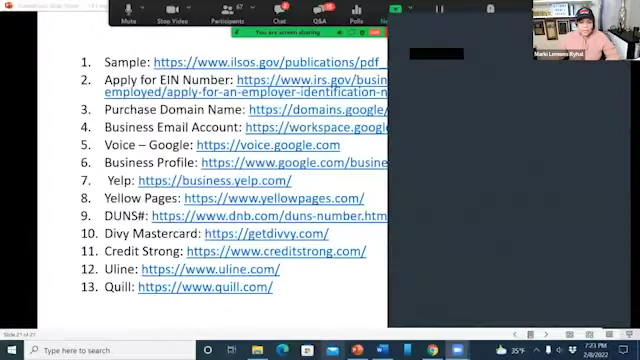 Mute
Stop Video
Participants
67
Chat
Q&A
Polls
You are screen sharing
Marki Lemons Ryhal
1. Sample: https://www.ilsos.gov/publications/pdf_
2. Apply for EIN Number: https://www.irs.gov/busin
employed/apply-for-an-employer-identification-n
3. Purchase Domain Name: https://domains.google/
4. Business Email Account: https://workspace.google
5. Voice – Google: https://voice.google.com
6. Business Profile: https://www.google.com/busine
7. Yelp: https://business.yelp.com/
8. Yellow Pages: https://www.yellowpages.com/
9. DUNS#: https://www.dnb.com/duns-number.htm
10. Divy Mastercard: https://getdivvy.com/
11. Credit Strong: https://www.creditstrong.com/
12. Uline: https://www.uline.com/
13. Quill: https://www.quill.com/
Slide 21 of 27
Type here to search
35°F
7:23 PM
2/8/2022